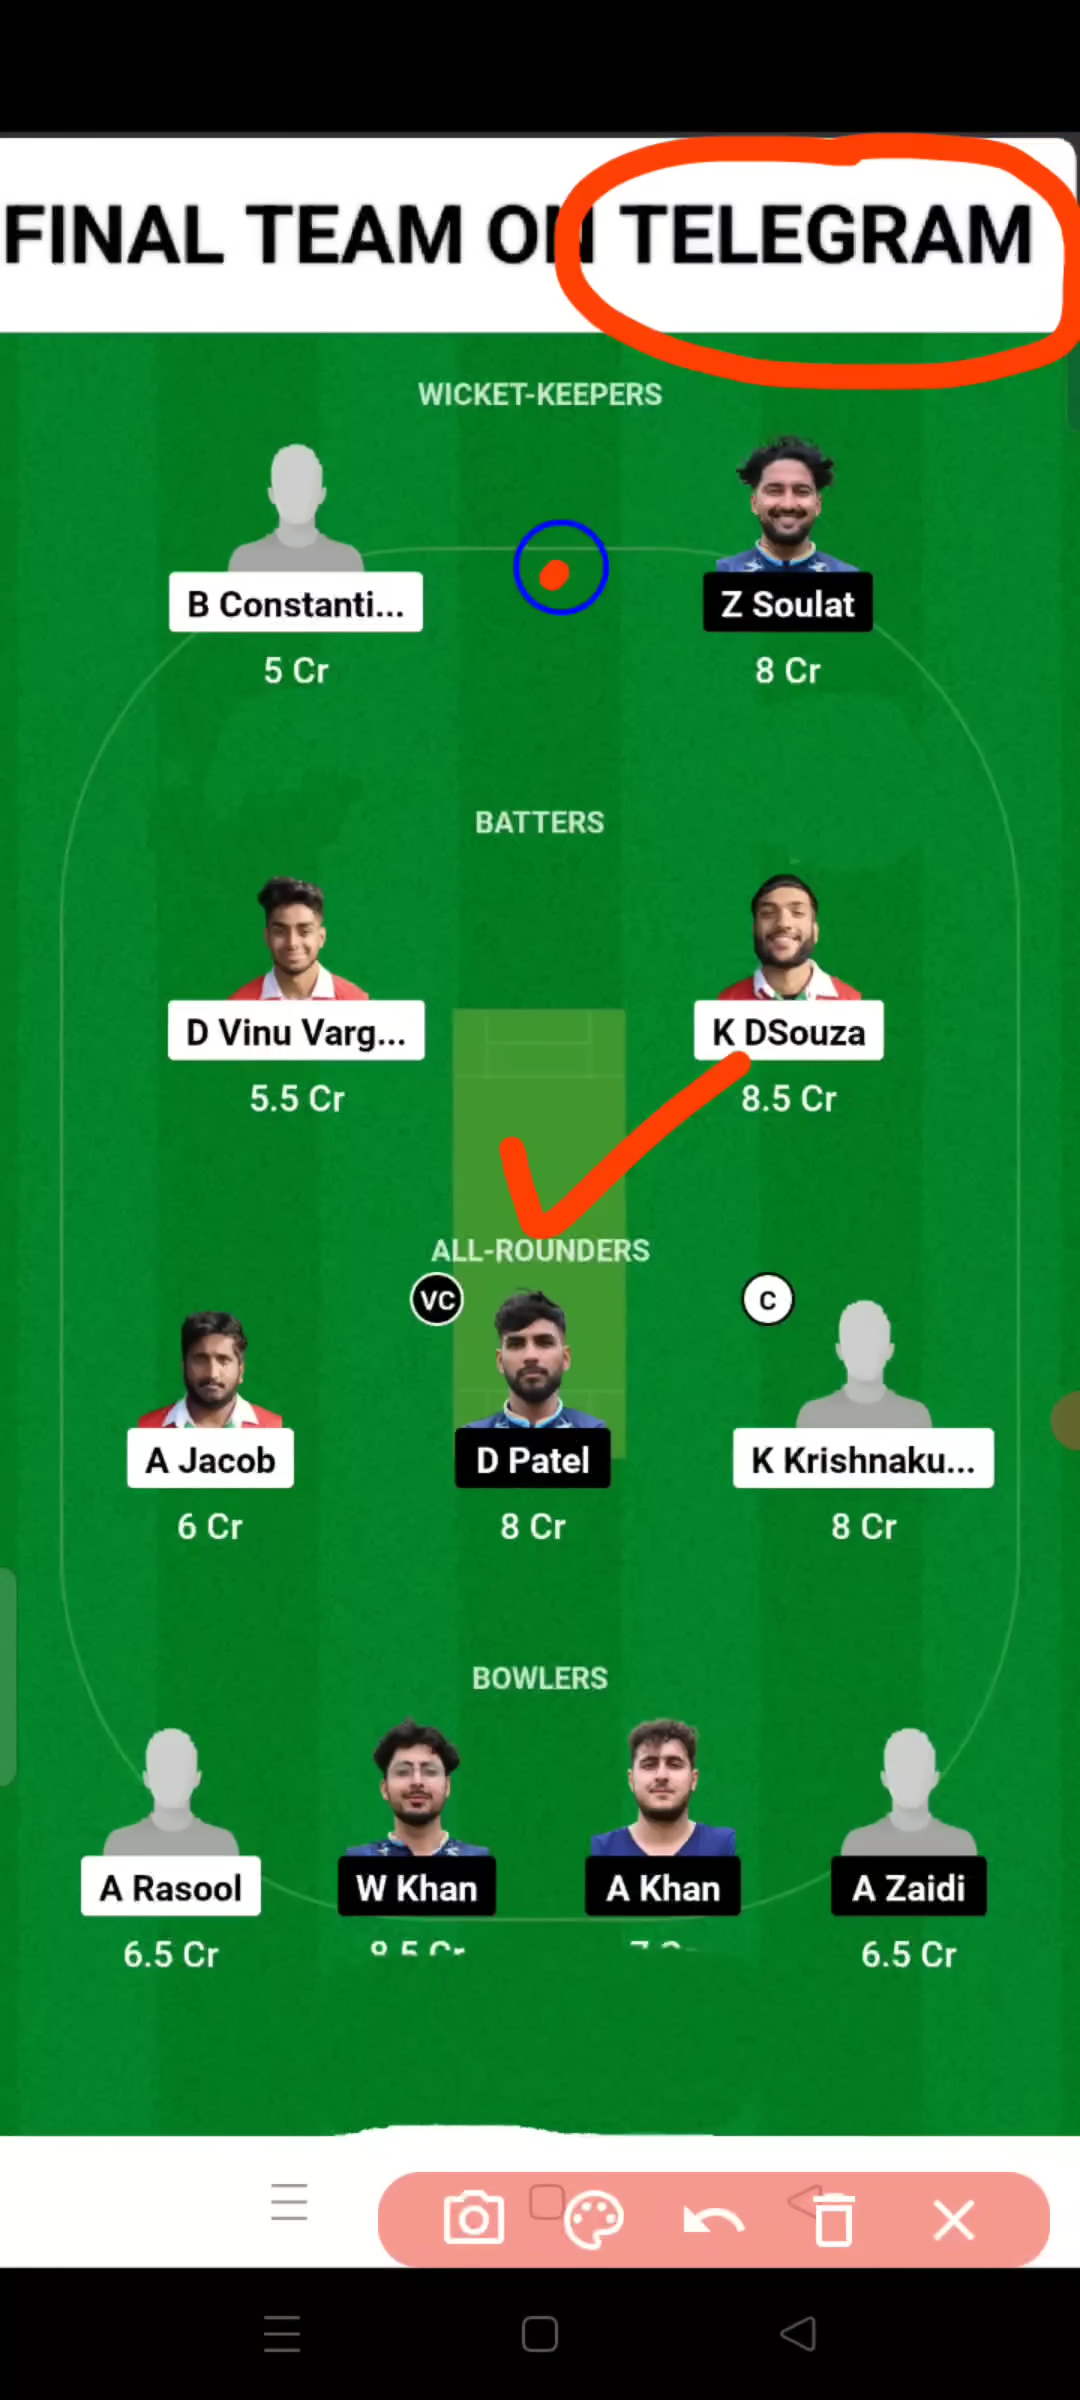 FINAL TEAM ON TELEGRAM
WICKET-KEEPERS
B Constanti... Z Soulat
5 Cr 8 Cr
BATTERS
D Vinu Varg... K DSouza
5.5 Cr 8.5 Cr
ALL-ROUNDERS
VC C
A Jacob D Patel K Krishnaku...
6 Cr 8 Cr 8 Cr
BOWLERS
A Rasool W Khan A Khan A Zaidi
6.5 Cr 6.5 Cr